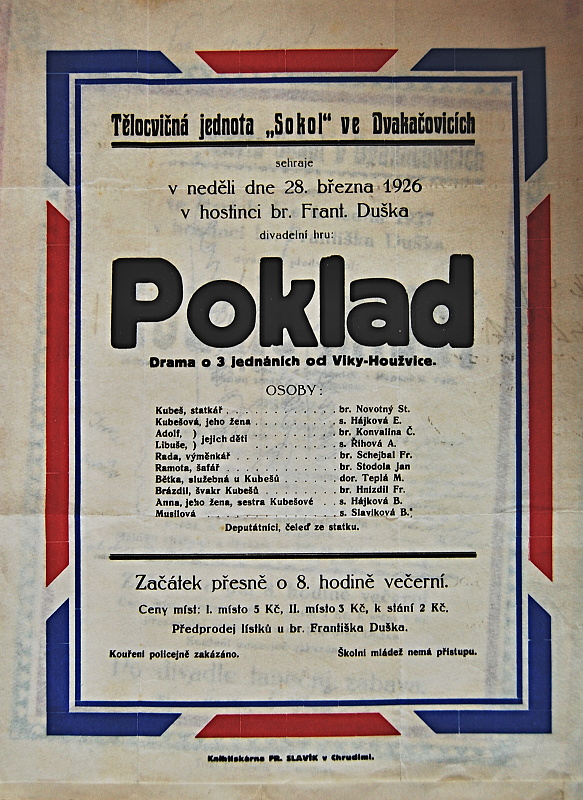 Tělocvičná jednota „Sokol" ve Dvakačovicích
sehraje
v neděli dne 28. března 1926
v hostinci br. Frant. Duška
divadelní hru:
Poklad
Drama o 3 jednáních od Vlky-Houžvice.
OSOBY:
Kubeš, statkář . . . . . . . . . . . . br. Novotný St.
Kubešová, jeho žena . . . . . . . . . s. Hájková E.
Adolf, ) jejich děti . . . . . . . . . br. Konvalina Č.
Libuše, ) . . . . . . . . . s. Říhová A.
Rada, výměnkář . . . . . . . . . . . br. Schejbal Fr.
Ramota, šafář . . . . . . . . . . . . br. Stodola Jan
Bětka, služebná u Kubešů . . . . . . dor. Teplá M.
Brázdil, švakr Kubešů . . . . . . . . br. Hnízdil Fr.
Anna, jeho žena, sestra Kubešové . . s. Hájková B.
Musilová . . . . . . . . . . . . . . s. Slavíková B.
Deputátníci, čeleď ze statku.
Začátek přesně o 8. hodině večerní.
Ceny míst: I. místo 5 Kč, II. místo 3 Kč, k stání 2 Kč.
Předprodej lístků u br. Františka Duška.
Kouření policejně zakázáno. Školní mládež nemá přístupu.
Knihtiskárna FR. SLAVÍK v Chrudimi.